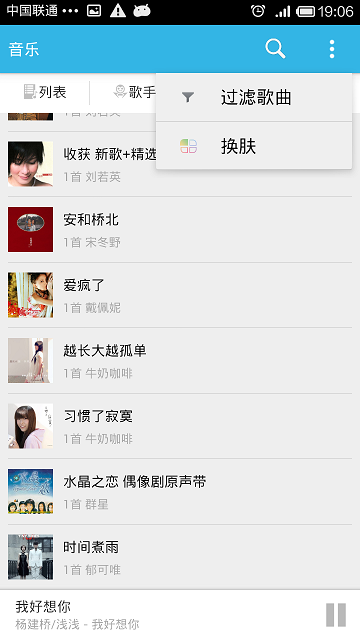 中国联通 19:06
音乐
列表 歌手
过滤歌曲
换肤
1首 刘若英
收获 新歌+精选
1首 刘若英
安和桥北
1首 宋冬野
爱疯了
1首 戴佩妮
越长大越孤单
1首 牛奶咖啡
习惯了寂寞
1首 牛奶咖啡
水晶之恋 偶像剧原声带
1首 群星
时间煮雨
1首 郁可唯
我好想你
杨建桥/浅浅 - 我好想你